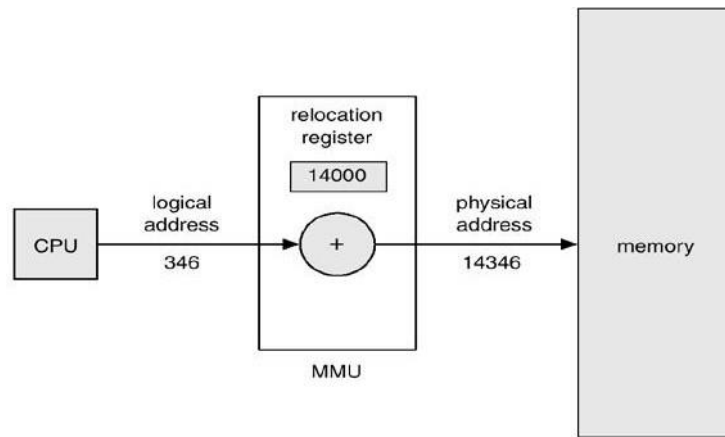 relocation
register
14000
logical
address
346
CPU
+
physical
address
14346
memory
MMU